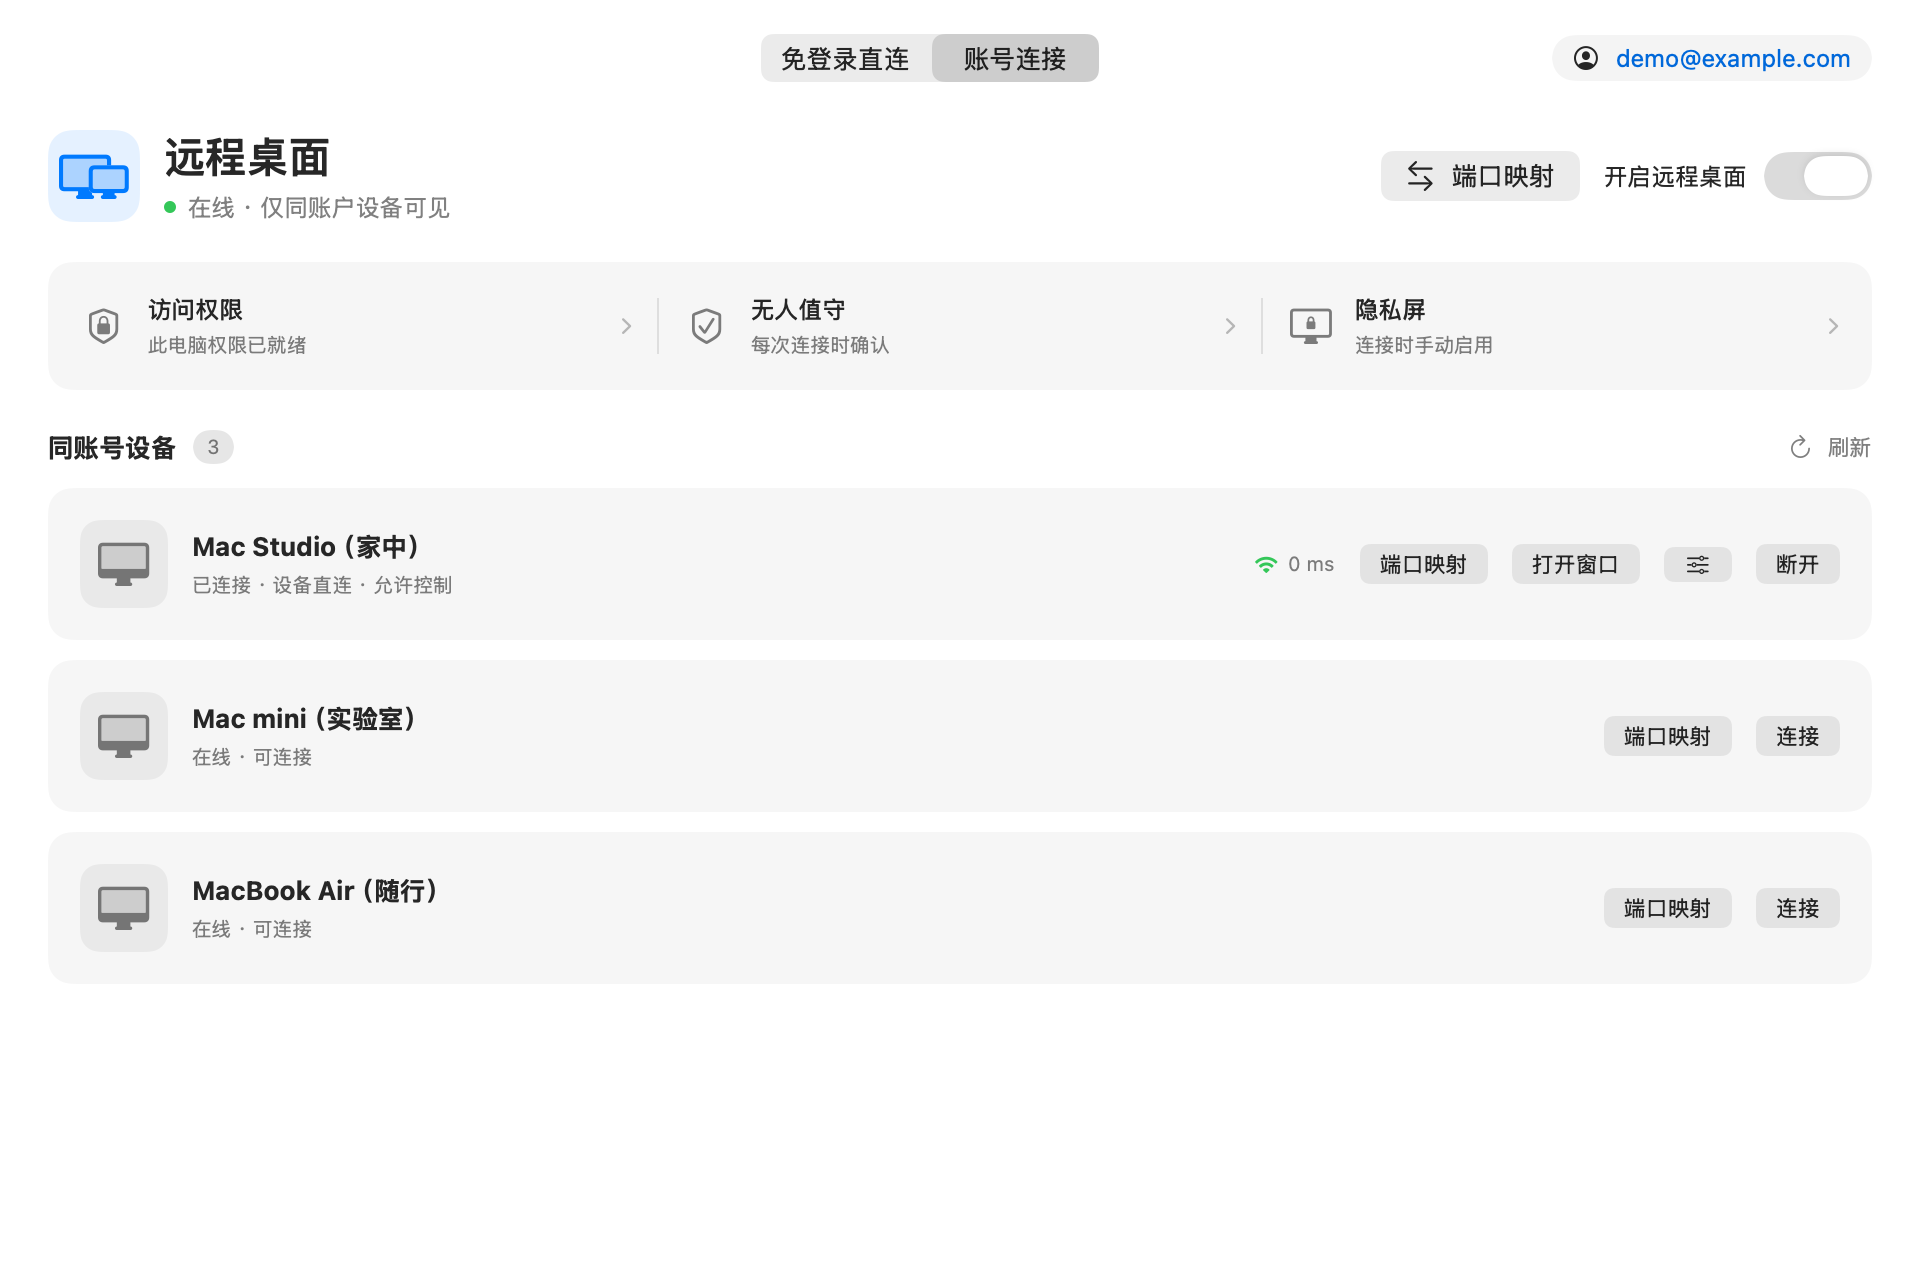 免登录直连 账号连接 demo@example.com
远程桌面
在线 · 仅同账户设备可见
端口映射 开启远程桌面
访问权限
此电脑权限已就绪
无人值守
每次连接时确认
隐私屏
连接时手动启用
同账号设备 3 刷新
Mac Studio（家中）
已连接 · 设备直连 · 允许控制
0 ms 端口映射 打开窗口 断开
Mac mini（实验室）
在线 · 可连接
端口映射 连接
MacBook Air（随行）
在线 · 可连接
端口映射 连接